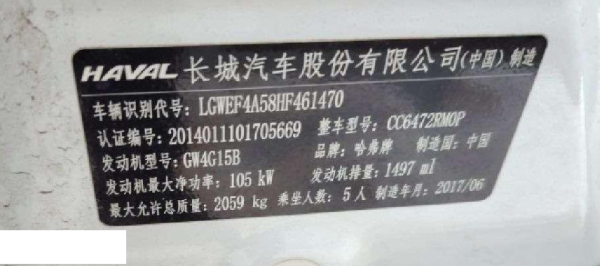 HAVAL 长城汽车股份有限公司(中国)制造
车辆识别代号: LGWEF4A58HF461470
认证编号: 2014011101705669 整车型号: CC6472RM0P
发动机型号: GW4G15B 品牌: 哈弗牌 制造国: 中国
发动机最大净功率: 105 kW 发动机排量: 1497 ml
最大允许总质量: 2059 kg 乘坐人数: 5人 制造年月: 2017/06